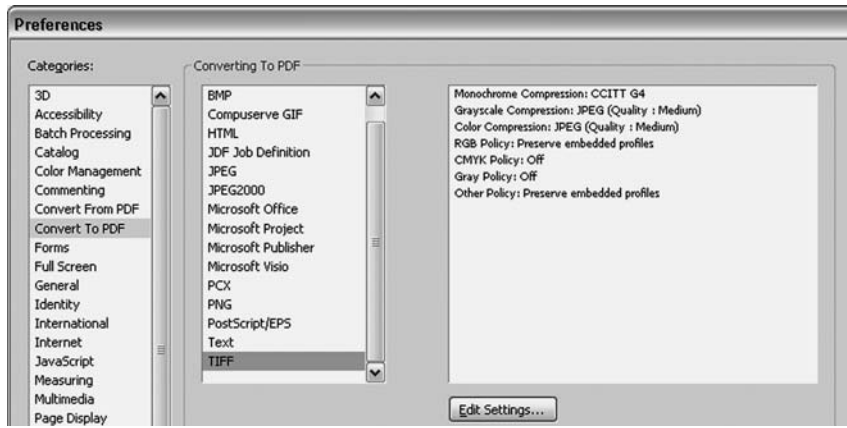 Preferences
Categories:
3D
Accessibility
Batch Processing
Catalog
Color Management
Commenting
Convert From PDF
Convert To PDF
Forms
Full Screen
General
Identity
International
Internet
JavaScript
Measuring
Multimedia
Page Display
Converting To PDF
BMP
Compuserve GIF
HTML
JDF Job Definition
JPEG
JPEG2000
Microsoft Office
Microsoft Project
Microsoft Publisher
Microsoft Visio
PCX
PNG
PostScript/EPS
Text
TIFF
Monochrome Compression: CCITT G4
Grayscale Compression: JPEG (Quality : Medium)
Color Compression: JPEG (Quality : Medium)
RGB Policy: Preserve embedded profiles
CMYK Policy: Off
Gray Policy: Off
Other Policy: Preserve embedded profiles
Edit Settings...